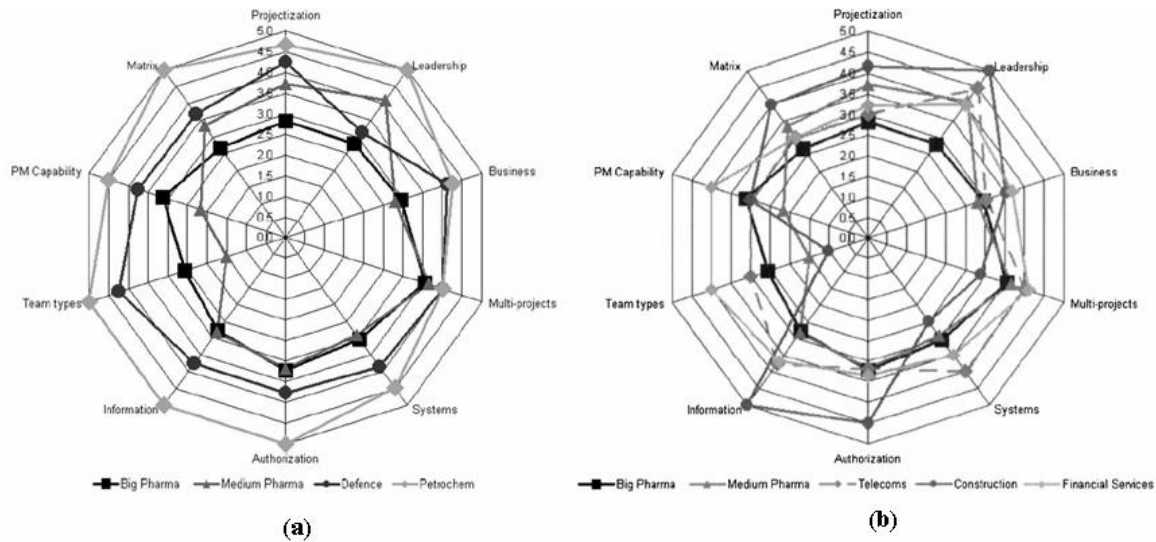 Projectization
5.0
4.5
4.0
3.5
3.0
2.5
2.0
1.5
1.0
0.5
0.0
Matrix
Leadership
PM Capability
Business
Team types
Multi-projects
Information
Systems
Authorization
Big Pharma Medium Pharma Defence Petrochem
(a)
Projectization
5.0
4.5
4.0
3.5
3.0
2.5
2.0
1.5
1.0
0.5
0.0
Matrix
Leadership
PM Capability
Business
Team types
Multi-projects
Information
Systems
Authorization
Big Pharma Medium Pharma Telecoms Construction Financial Services
(b)